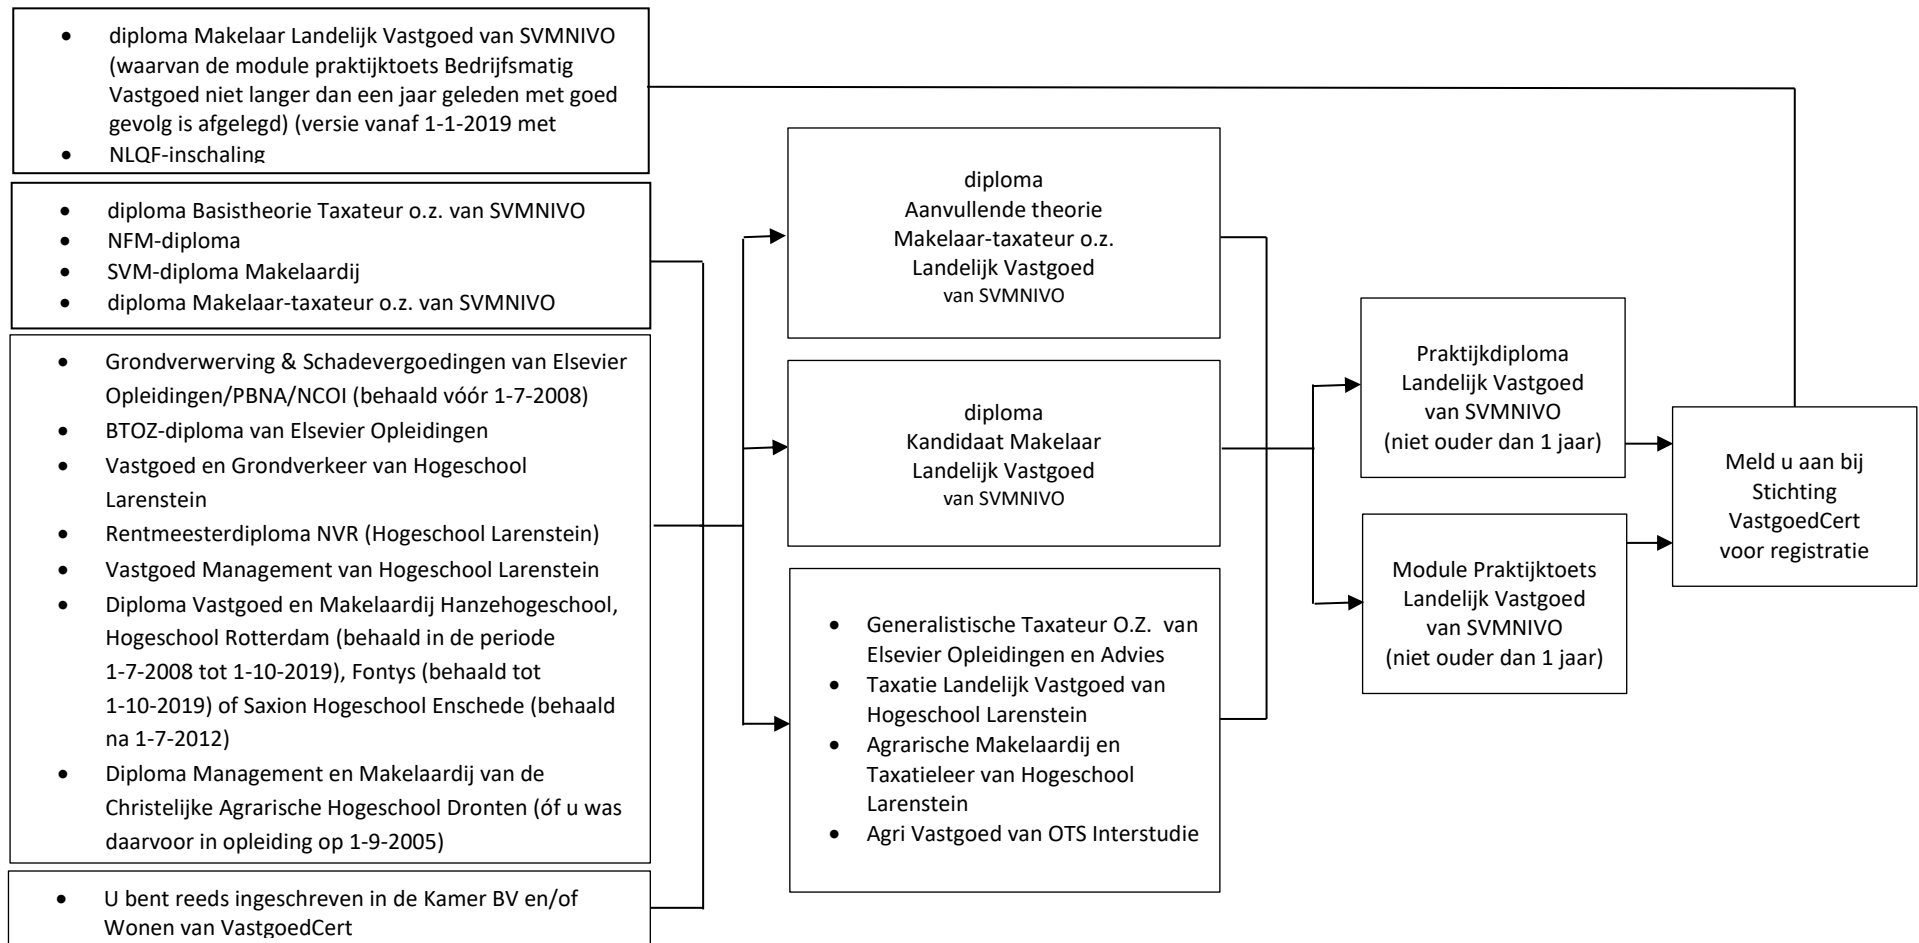 • diploma Makelaar Landelijk Vastgoed van SVMNIVO
(waarvan de module praktijktoets Bedrijfsmatig
Vastgoed niet langer dan een jaar geleden met goed
gevolg is afgelegd) (versie vanaf 1-1-2019 met
• NLQF-inschaling
• diploma Basistheorie Taxateur o.z. van SVMNIVO
• NFM-diploma
• SVM-diploma Makelaardij
• diploma Makelaar-taxateur o.z. van SVMNIVO
• Grondverwerving & Schadevergoedingen van Elsevier
Opleidingen/PBNA/NCOI (behaald vóór 1-7-2008)
• BTOZ-diploma van Elsevier Opleidingen
• Vastgoed en Grondverkeer van Hogeschool
Larenstein
• Rentmeesterdiploma NVR (Hogeschool Larenstein)
• Vastgoed Management van Hogeschool Larenstein
• Diploma Vastgoed en Makelaardij Hanzehogeschool,
Hogeschool Rotterdam (behaald in de periode
1-7-2008 tot 1-10-2019), Fontys (behaald tot
1-10-2019) of Saxion Hogeschool Enschede (behaald
na 1-7-2012)
• Diploma Management en Makelaardij van de
Christelijke Agrarische Hogeschool Dronten (óf u was
daarvoor in opleiding op 1-9-2005)
• U bent reeds ingeschreven in de Kamer BV en/of
Wonen van VastgoedCert
diploma
Aanvullende theorie
Makelaar-taxateur o.z.
Landelijk Vastgoed
van SVMNIVO
diploma
Kandidaat Makelaar
Landelijk Vastgoed
van SVMNIVO
• Generalistische Taxateur O.Z. van
Elsevier Opleidingen en Advies
• Taxatie Landelijk Vastgoed van
Hogeschool Larenstein
• Agrarische Makelaardij en
Taxatieleer van Hogeschool
Larenstein
• Agri Vastgoed van OTS Interstudie
Praktijkdiploma
Landelijk Vastgoed
van SVMNIVO
(niet ouder dan 1 jaar)
Module Praktijktoets
Landelijk Vastgoed
van SVMNIVO
(niet ouder dan 1 jaar)
Meld u aan bij
Stichting
VastgoedCert
voor registratie